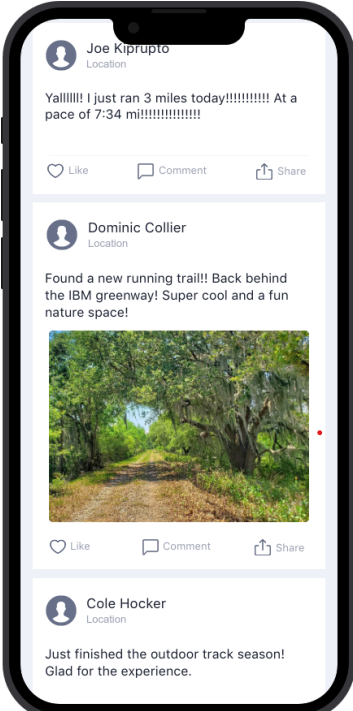 Joe Kiprupto
Location
Yallllll! I just ran 3 miles today!!!!!!!!!!! At a
pace of 7:34 mi!!!!!!!!!!!!!!!
Like Comment Share
Dominic Collier
Location
Found a new running trail!! Back behind
the IBM greenway! Super cool and a fun
nature space!
Like Comment Share
Cole Hocker
Location
Just finished the outdoor track season!
Glad for the experience.